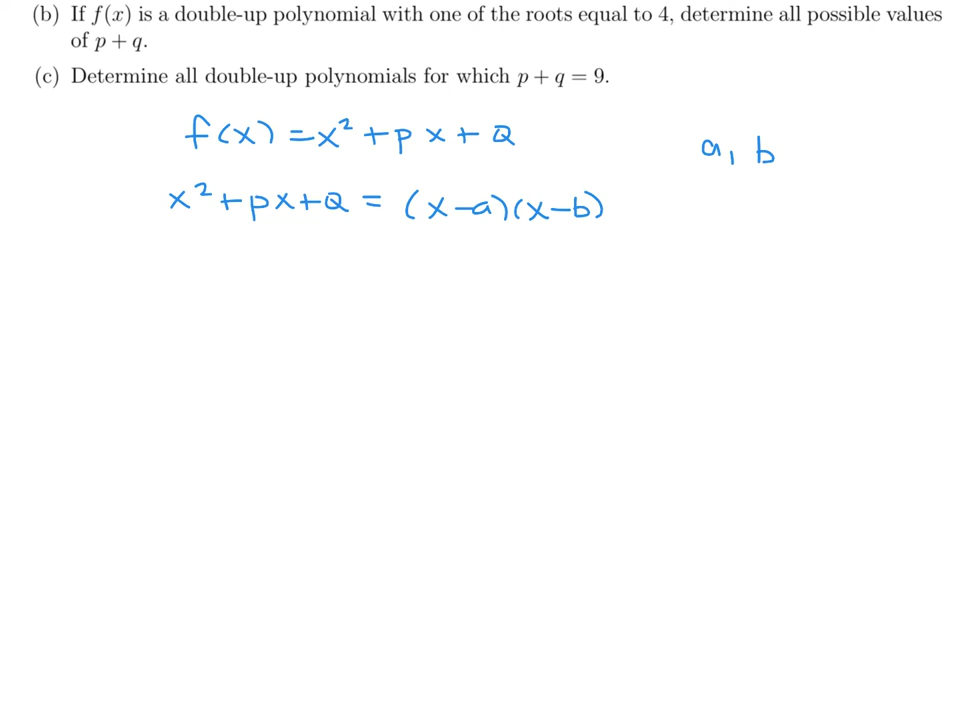 (b) If f(x) is a double-up polynomial with one of the roots equal to 4, determine all possible values
of p + q.
(c) Determine all double-up polynomials for which p + q = 9.
f(x) = x² + p x + Q
a, b
x² + px + Q = (x-a)(x-b)